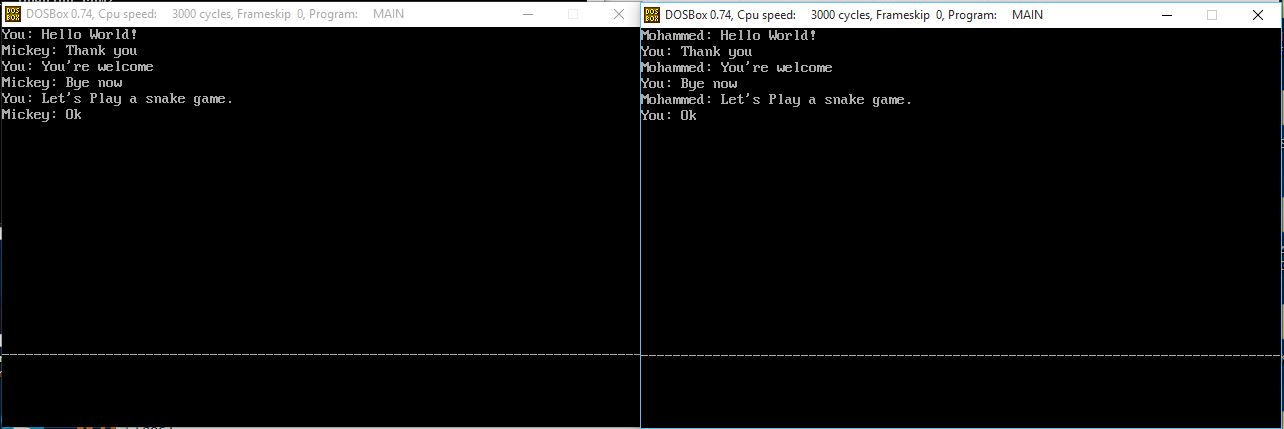 DOSBox 0.74, Cpu speed: 3000 cycles, Frameskip 0, Program: MAIN
You: Hello World!
Mickey: Thank you
You: You're welcome
Mickey: Bye now
You: Let's Play a snake game.
Mickey: Ok
DOSBox 0.74, Cpu speed: 3000 cycles, Frameskip 0, Program: MAIN
Mohammed: Hello World!
You: Thank you
Mohammed: You're welcome
You: Bye now
Mohammed: Let's Play a snake game.
You: Ok